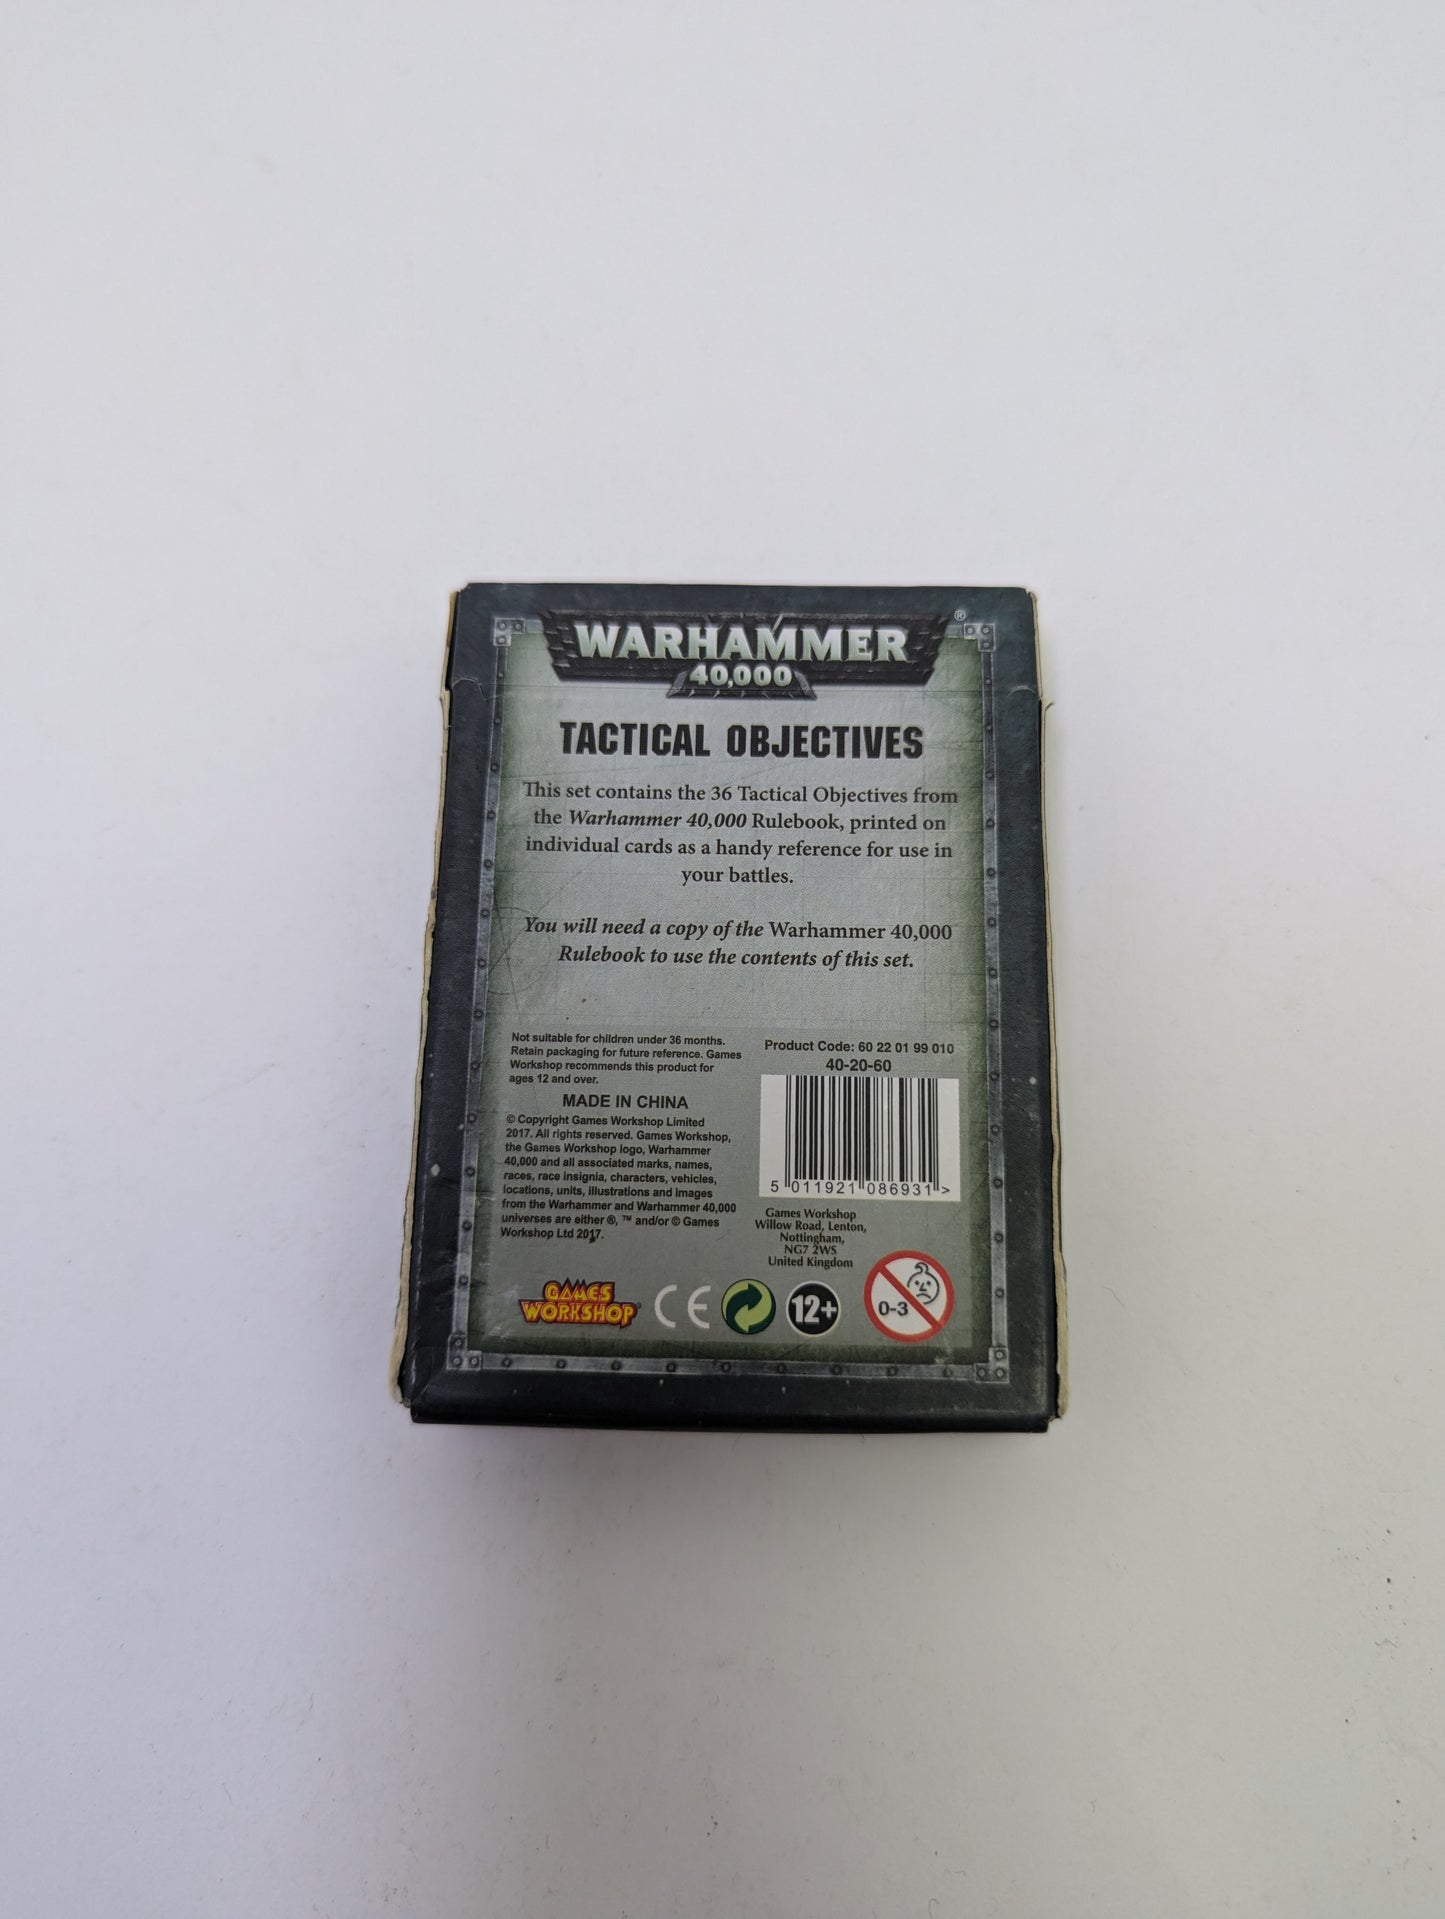 WARHAMMER®
40,000
TACTICAL OBJECTIVES
This set contains the 36 Tactical Objectives from
the Warhammer 40,000 Rulebook, printed on
individual cards as a handy reference for use in
your battles.
You will need a copy of the Warhammer 40,000
Rulebook to use the contents of this set.
Not suitable for children under 36 months.
Retain packaging for future reference. Games
Workshop recommends this product for
ages 12 and over.
MADE IN CHINA
© Copyright Games Workshop Limited
2017. All rights reserved. Games Workshop,
the Games Workshop logo, Warhammer
40,000 and all associated marks, names,
races, race insignia, characters, vehicles,
locations, units, illustrations and images
from the Warhammer and Warhammer 40,000
universes are either ®, ™ and/or © Games
Workshop Ltd 2017.
Product Code: 60 22 01 99 010
40-20-60
5 011921 086931 >
Games Workshop
Willow Road, Lenton,
Nottingham,
NG7 2WS
United Kingdom
GAMES
WORKSHOP
CE
12+
0-3